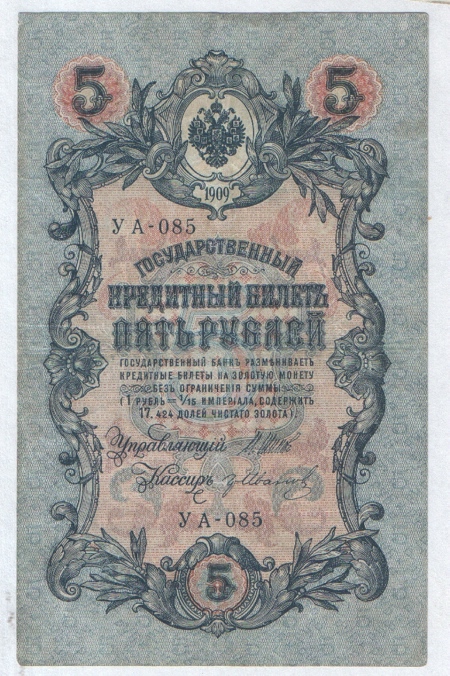 5 5
1909
УА-085
ГОСУДАРСТВЕННЫЙ
КРЕДИТНЫЙ БИЛЕТЪ
ПЯТЬ РУБЛЕЙ
ГОСУДАРСТВЕННЫЙ БАНКЪ РАЗМѢНИВАЕТЪ
КРЕДИТНЫЕ БИЛЕТЫ НА ЗОЛОТУЮ МОНЕТУ
БЕЗЪ ОГРАНИЧЕНІЯ СУММЫ
(1 РУБЛЬ = 1/15 ИМПЕРІАЛА, СОДЕРЖИТЪ
17,424 ДОЛЕЙ ЧИСТАГО ЗОЛОТА).
Управляющій
Кассиръ
УА-085
5